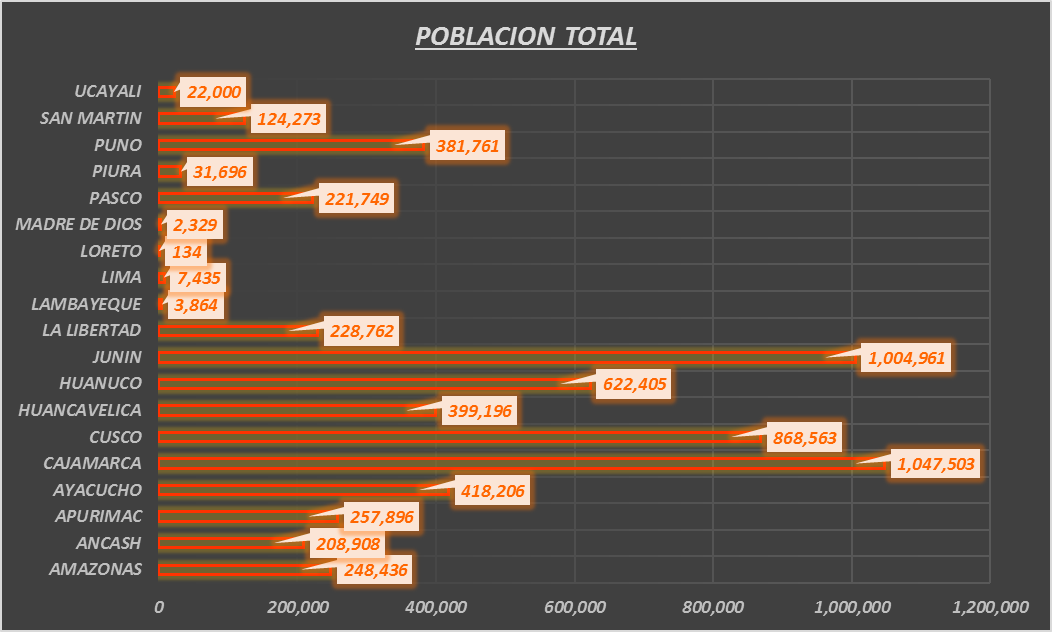 POBLACION TOTAL
UCAYALI 22,000
SAN MARTIN 124,273
PUNO 381,761
PIURA 31,696
PASCO 221,749
MADRE DE DIOS 2,329
LORETO 134
LIMA 7,435
LAMBAYEQUE 3,864
LA LIBERTAD 228,762
JUNIN 1,004,961
HUANUCO 622,405
HUANCAVELICA 399,196
CUSCO 868,563
CAJAMARCA 1,047,503
AYACUCHO 418,206
APURIMAC 257,896
ANCASH 208,908
AMAZONAS 248,436
0 200,000 400,000 600,000 800,000 1,000,000 1,200,000